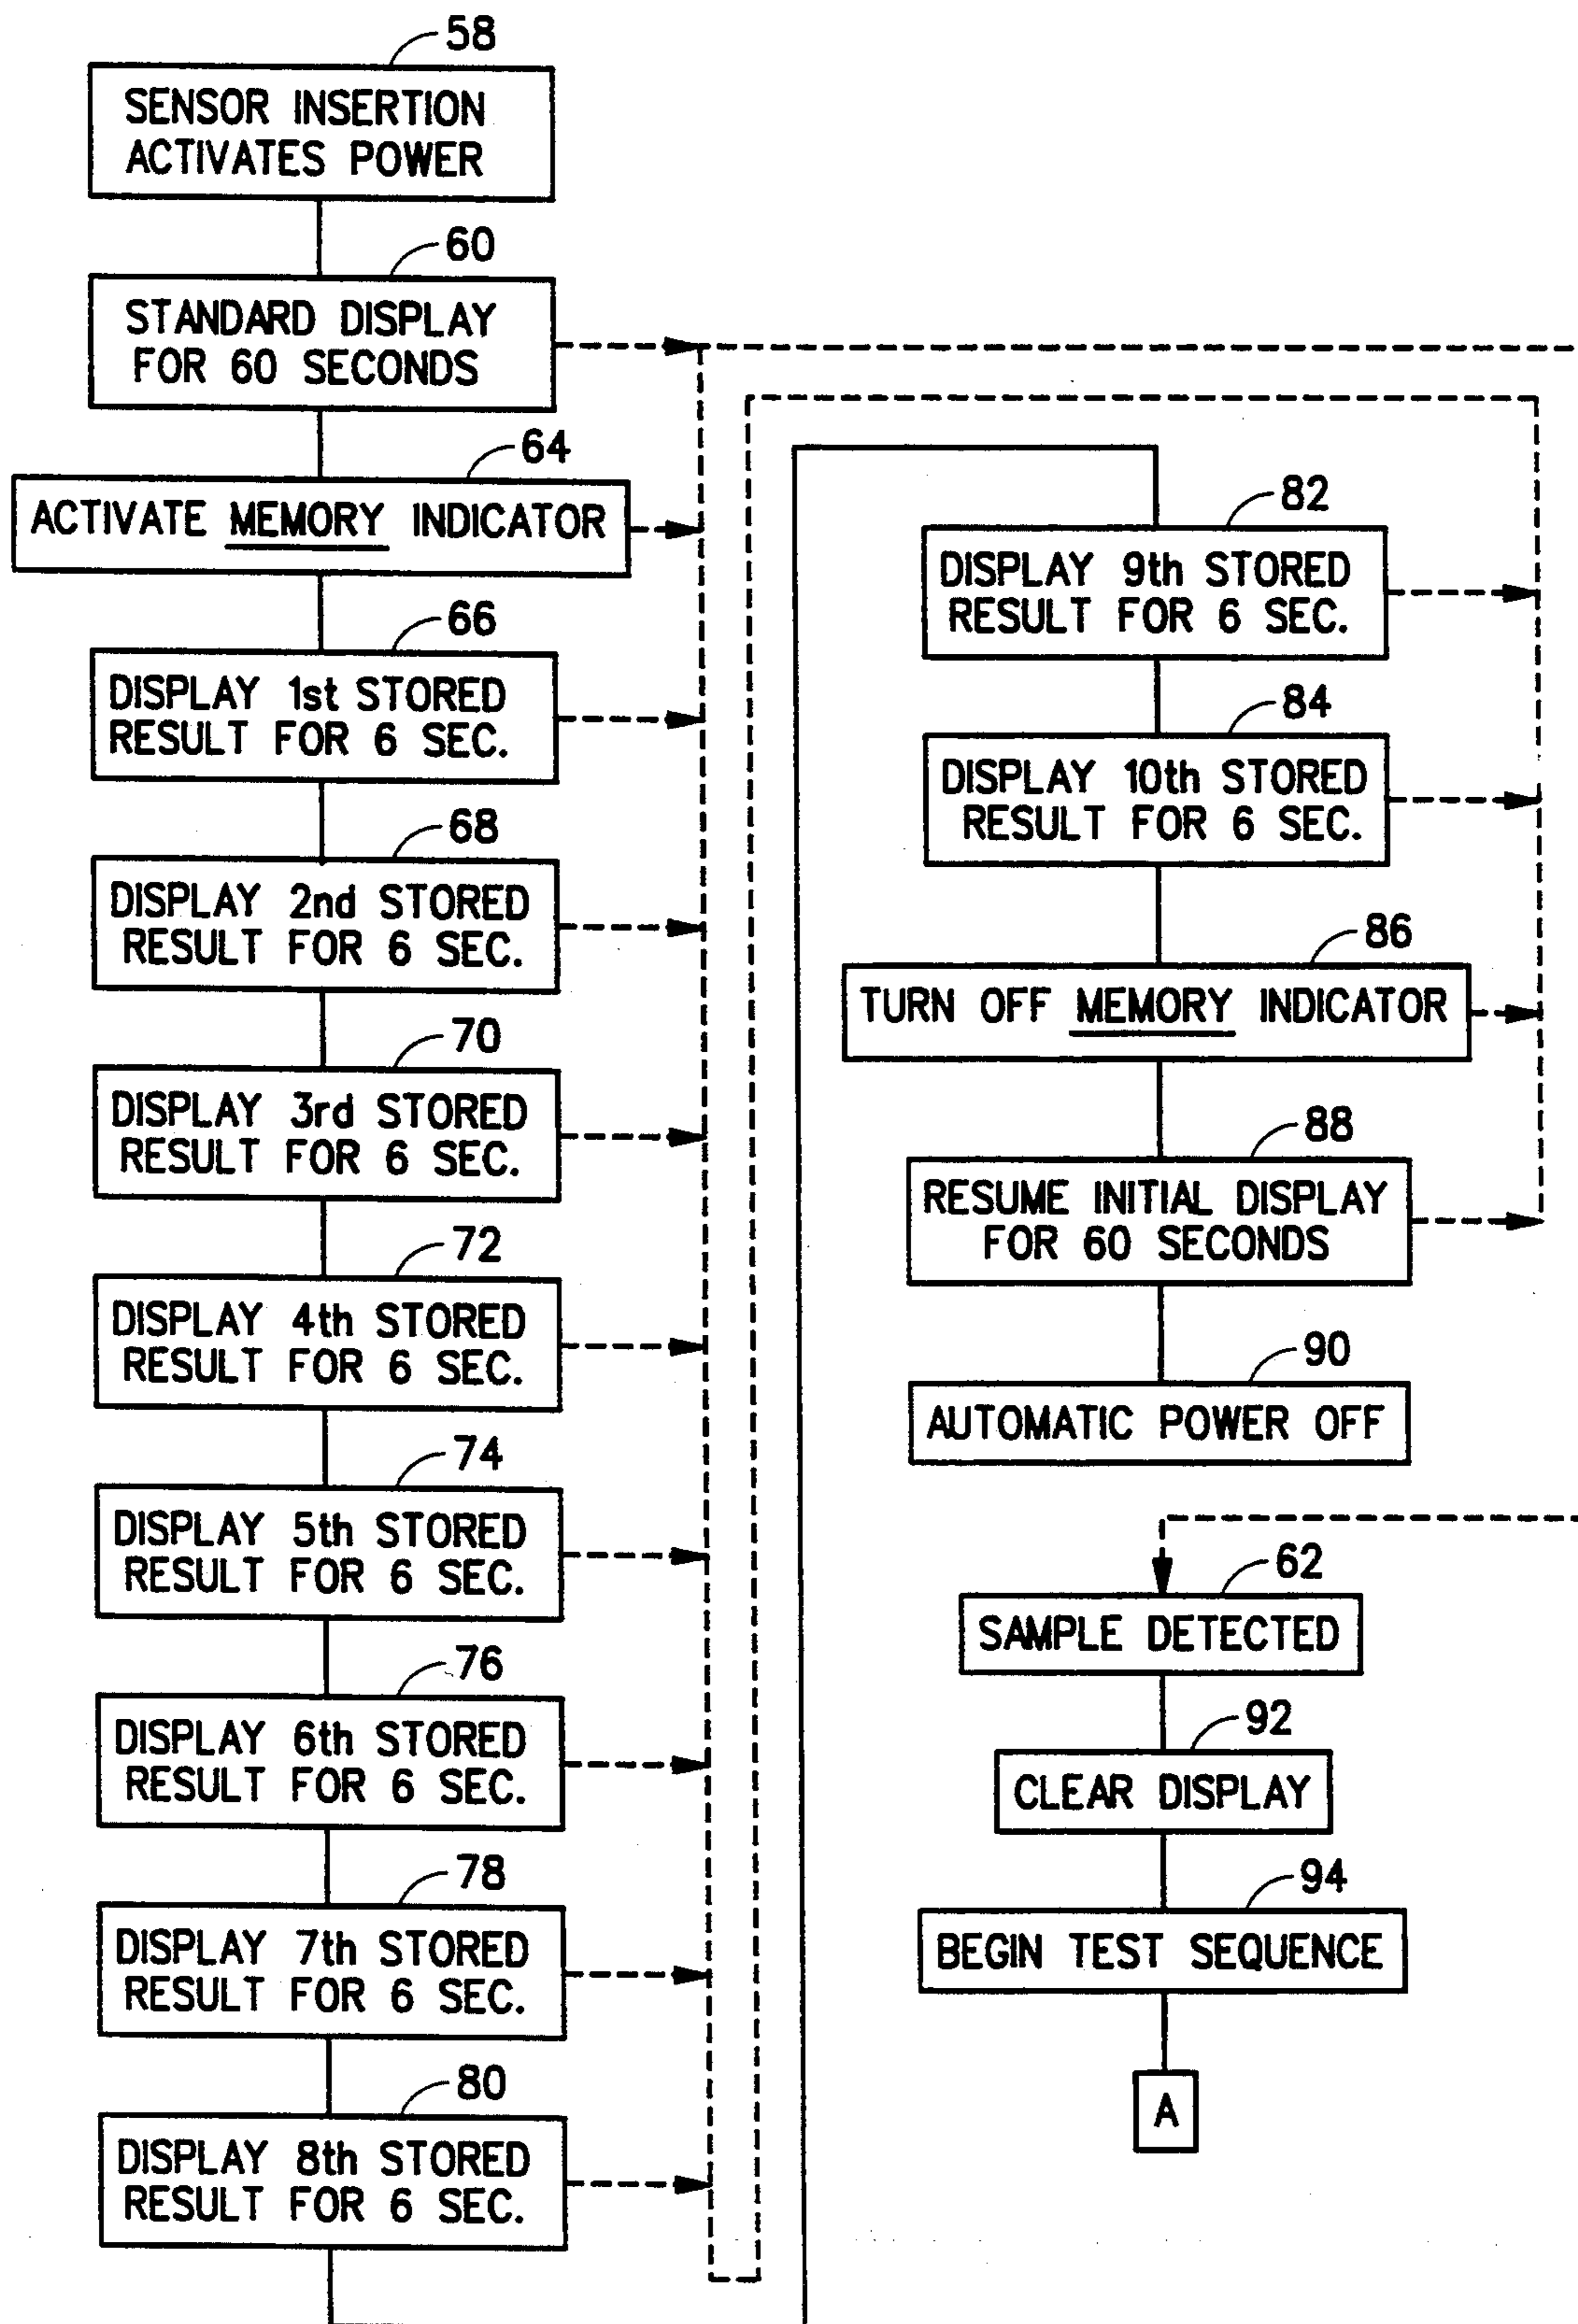 58
SENSOR INSERTION
ACTIVATES POWER
60
STANDARD DISPLAY
FOR 60 SECONDS
64
ACTIVATE MEMORY INDICATOR
66
DISPLAY 1st STORED
RESULT FOR 6 SEC.
68
DISPLAY 2nd STORED
RESULT FOR 6 SEC.
70
DISPLAY 3rd STORED
RESULT FOR 6 SEC.
72
DISPLAY 4th STORED
RESULT FOR 6 SEC.
74
DISPLAY 5th STORED
RESULT FOR 6 SEC.
76
DISPLAY 6th STORED
RESULT FOR 6 SEC.
78
DISPLAY 7th STORED
RESULT FOR 6 SEC.
80
DISPLAY 8th STORED
RESULT FOR 6 SEC.
82
DISPLAY 9th STORED
RESULT FOR 6 SEC.
84
DISPLAY 10th STORED
RESULT FOR 6 SEC.
86
TURN OFF MEMORY INDICATOR
88
RESUME INITIAL DISPLAY
FOR 60 SECONDS
90
AUTOMATIC POWER OFF
62
SAMPLE DETECTED
92
CLEAR DISPLAY
94
BEGIN TEST SEQUENCE
A